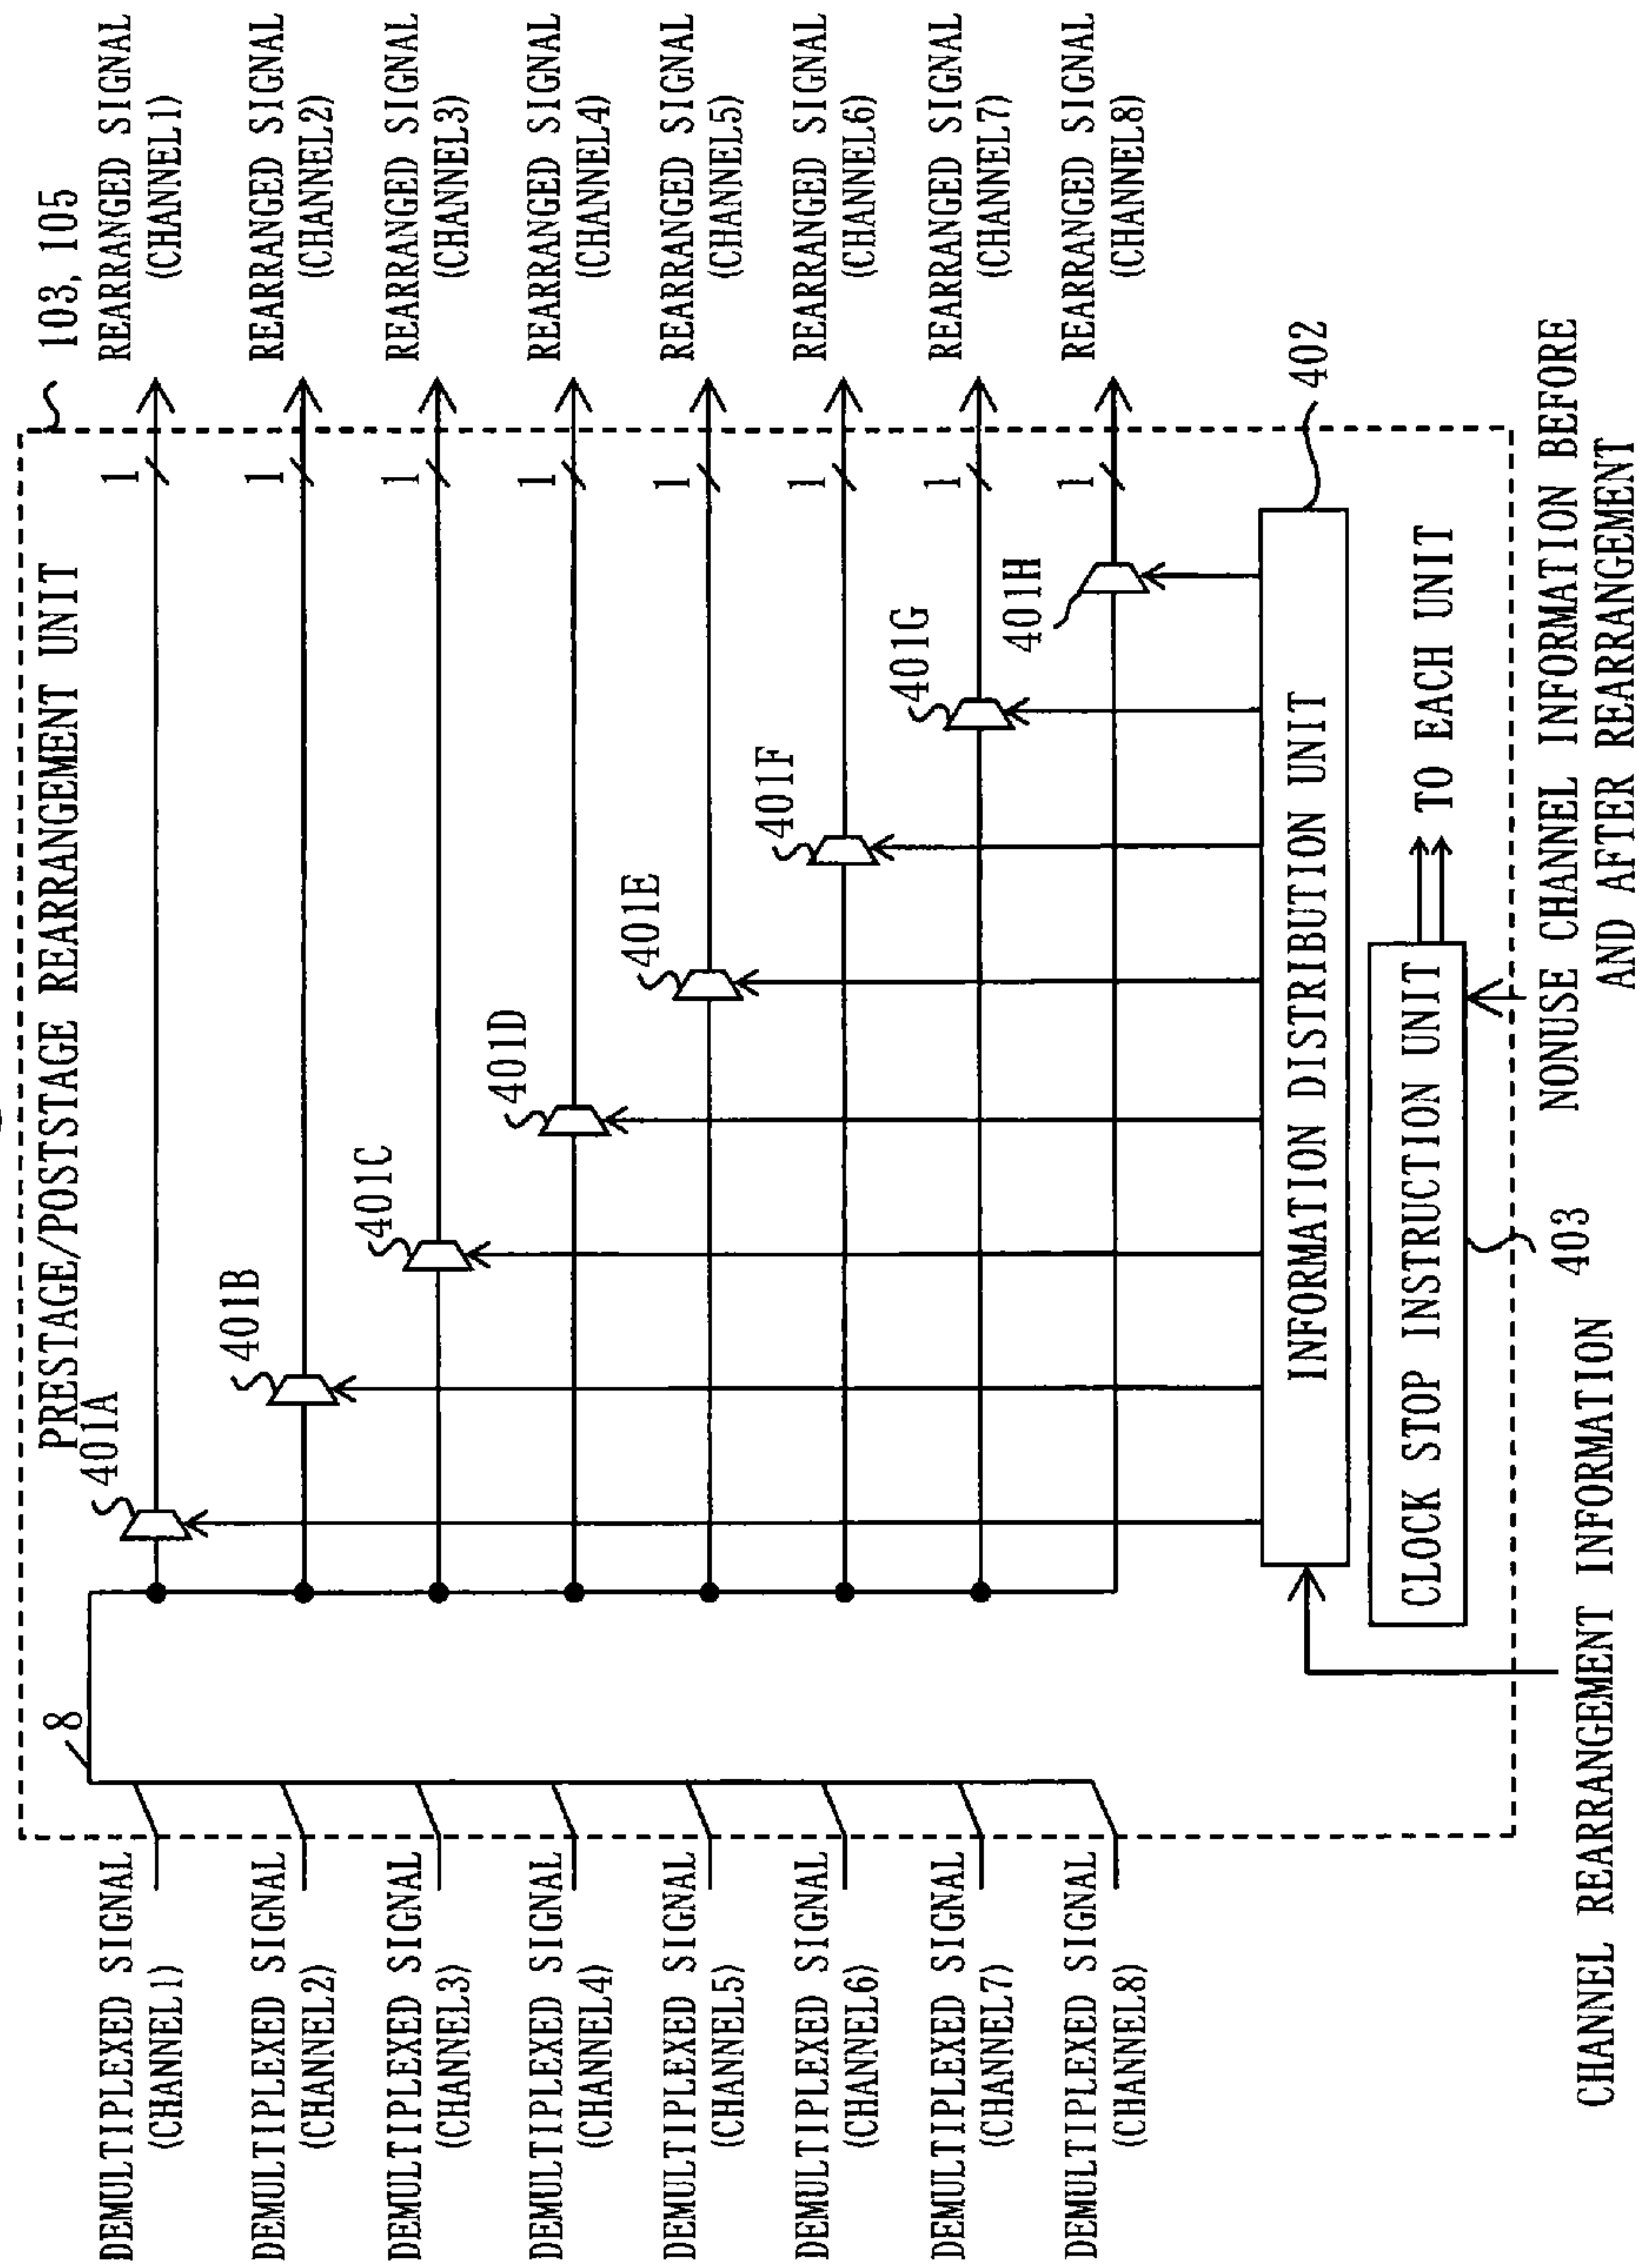 103, 105
PRESTAGE/POSTSTAGE REARRANGEMENT UNIT
DEMULTIPLEXED SIGNAL
(CHANNEL1)
8
401A
1
REARRANGED SIGNAL
(CHANNEL1)
DEMULTIPLEXED SIGNAL
(CHANNEL2)
401B
1
REARRANGED SIGNAL
(CHANNEL2)
DEMULTIPLEXED SIGNAL
(CHANNEL3)
401C
1
REARRANGED SIGNAL
(CHANNEL3)
DEMULTIPLEXED SIGNAL
(CHANNEL4)
401D
1
REARRANGED SIGNAL
(CHANNEL4)
DEMULTIPLEXED SIGNAL
(CHANNEL5)
401E
1
REARRANGED SIGNAL
(CHANNEL5)
DEMULTIPLEXED SIGNAL
(CHANNEL6)
401F
1
REARRANGED SIGNAL
(CHANNEL6)
DEMULTIPLEXED SIGNAL
(CHANNEL7)
401G
1
REARRANGED SIGNAL
(CHANNEL7)
DEMULTIPLEXED SIGNAL
(CHANNEL8)
401H
1
REARRANGED SIGNAL
(CHANNEL8)
INFORMATION DISTRIBUTION UNIT
402
CLOCK STOP INSTRUCTION UNIT
TO EACH UNIT
403
CHANNEL REARRANGEMENT INFORMATION
NONUSE CHANNEL INFORMATION BEFORE
AND AFTER REARRANGEMENT